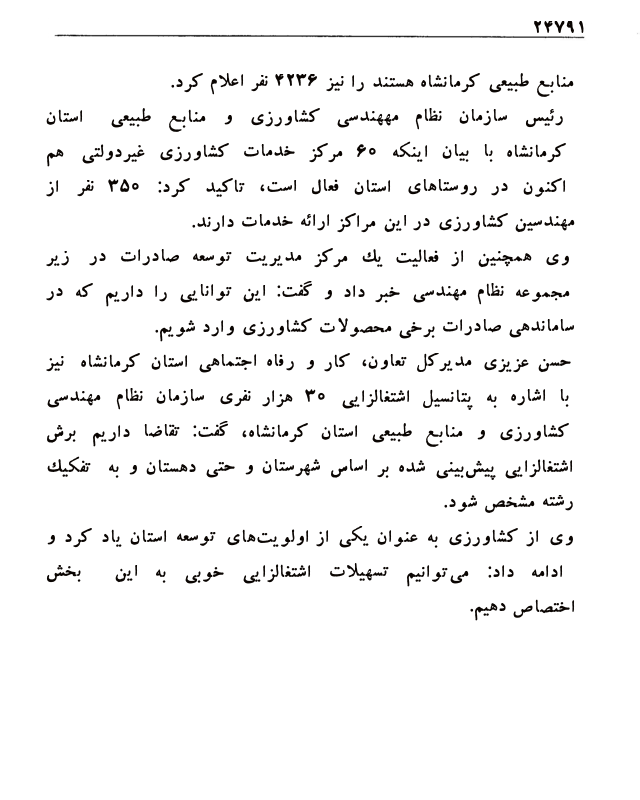 ۲۴۷۹۱
منابع طبیعی کرمانشاه هستند را نیز ۴۲۳۶ نفر اعلام کرد.
رئیس سازمان نظام مههندسی کشاورزی و منابع طبیعی استان
کرمانشاه با بیان اینکه ۶۰ مرکز خدمات کشاورزی غیردولتی هم
اکنون در روستاهای استان فعال است، تاکید کرد: ۳۵۰ نفر از
مهندسین کشاورزی در این مراکز ارائه خدمات دارند.
وی همچنین از فعالیت یك مرکز مدیریت توسعه صادرات در زیر
مجموعه نظام مهندسی خبر داد و گفت: این توانایی را داریم که در
ساماندهی صادرات برخی محصولات کشاورزی وارد شویم.
حسن عزیزی مدیرکل تعاون، کار و رفاه اجتماهی استان کرمانشاه نیز
با اشاره به پتانسیل اشتغالزایی ۳۰ هزار نفری سازمان نظام مهندسی
کشاورزی و منابع طبیعی استان کرمانشاه، گفت: تقاضا داریم برش
اشتغالزایی پیش‌بینی شده بر اساس شهرستان و حتی دهستان و به تفکیك
رشته مشخص شود.
وی از کشاورزی به عنوان یکی از اولویت‌های توسعه استان یاد کرد و
ادامه داد: می‌توانیم تسهیلات اشتغالزایی خوبی به این بخش
اختصاص دهیم.